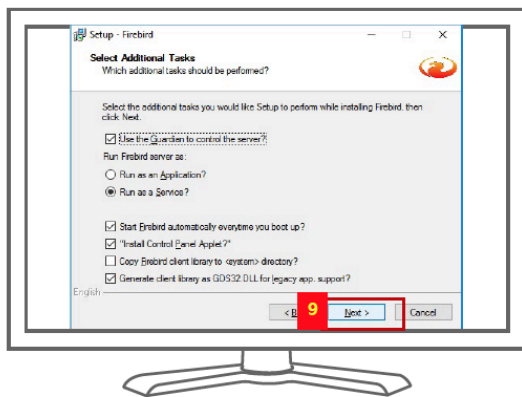 Setup - Firebird
Select Additional Tasks
Which additional tasks should be performed?
Select the additional tasks you would like Setup to perform while installing Firebird, then
click Next.
Use the Guardian to control the server?
Run Firebird server as:
Run as an Application?
Run as a Service?
Start Firebird automatically everytime you boot up?
"Install Control Panel Applet?"
Copy Firebird client library to <system> directory?
Generate client library as GDS32.DLL for legacy app. support?
English
< B 9 Next > Cancel